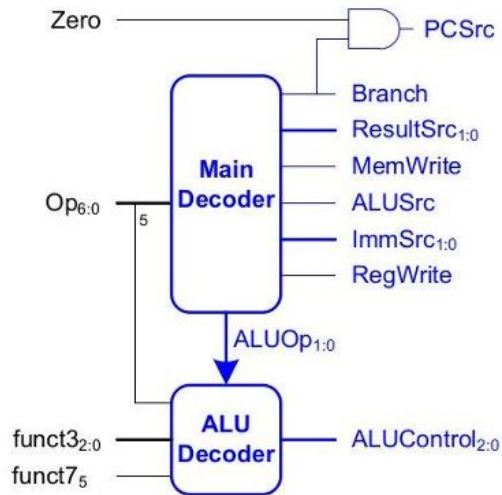 Zero
PCSrc
Branch
ResultSrc1:0
Main Decoder
MemWrite
Op6:0
5
ALUSrc
ImmSrc1:0
RegWrite
ALUOp1:0
funct32:0
ALU Decoder
ALUControl2:0
funct75